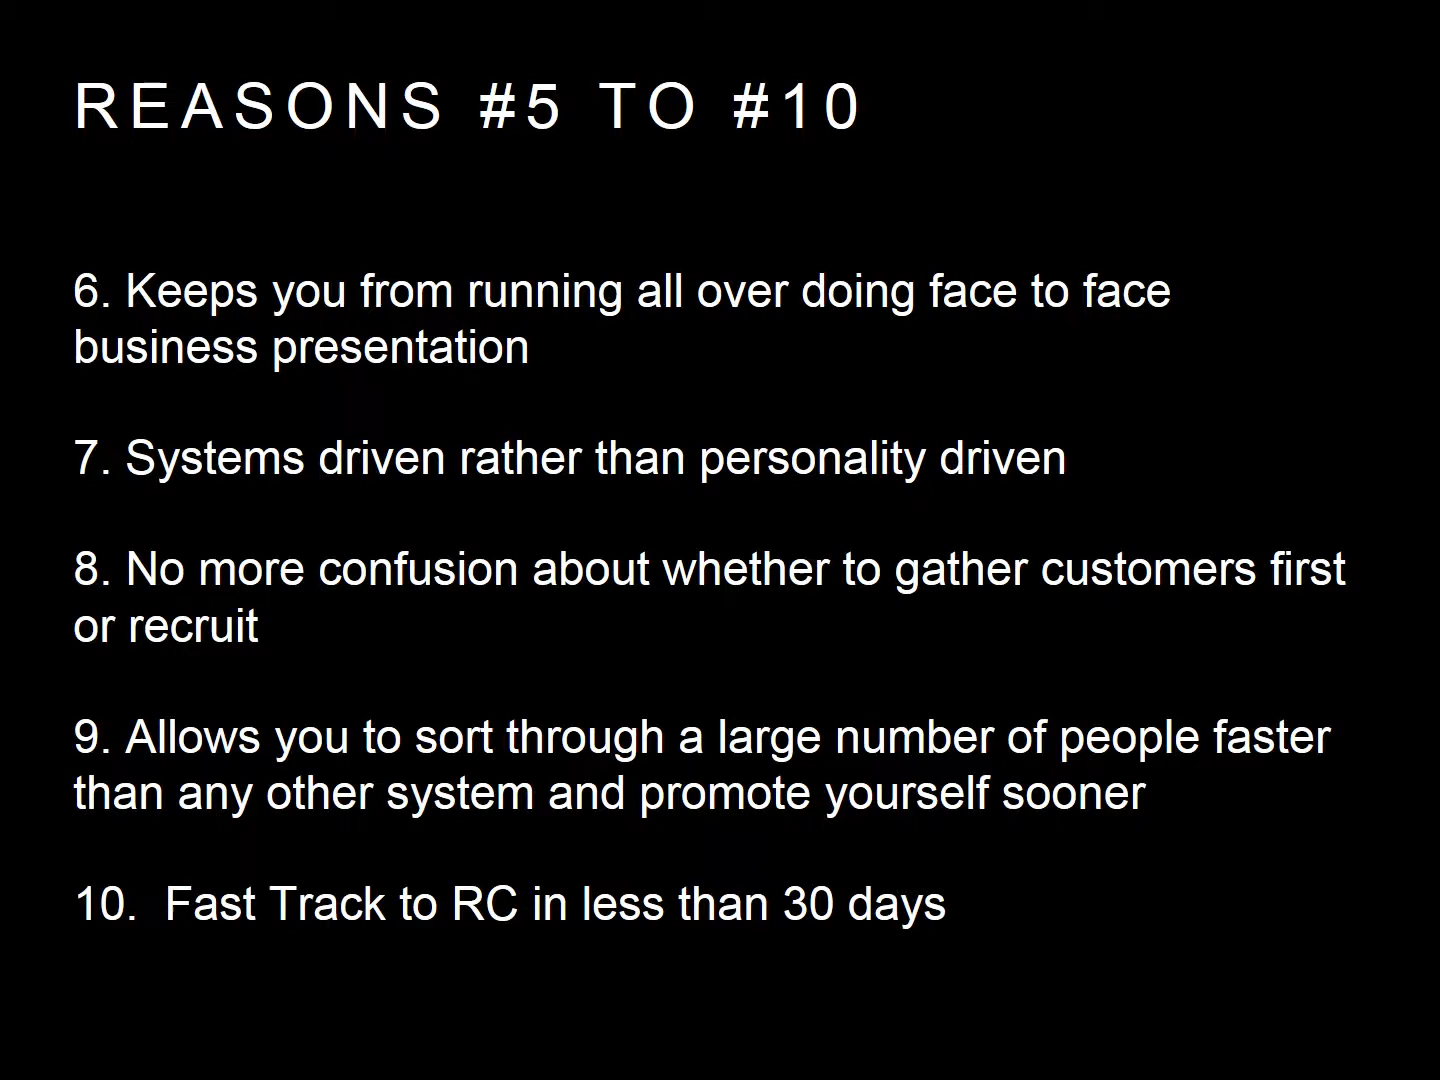 REASONS #5 TO #10
6. Keeps you from running all over doing face to face
business presentation
7. Systems driven rather than personality driven
8. No more confusion about whether to gather customers first
or recruit
9. Allows you to sort through a large number of people faster
than any other system and promote yourself sooner
10.  Fast Track to RC in less than 30 days